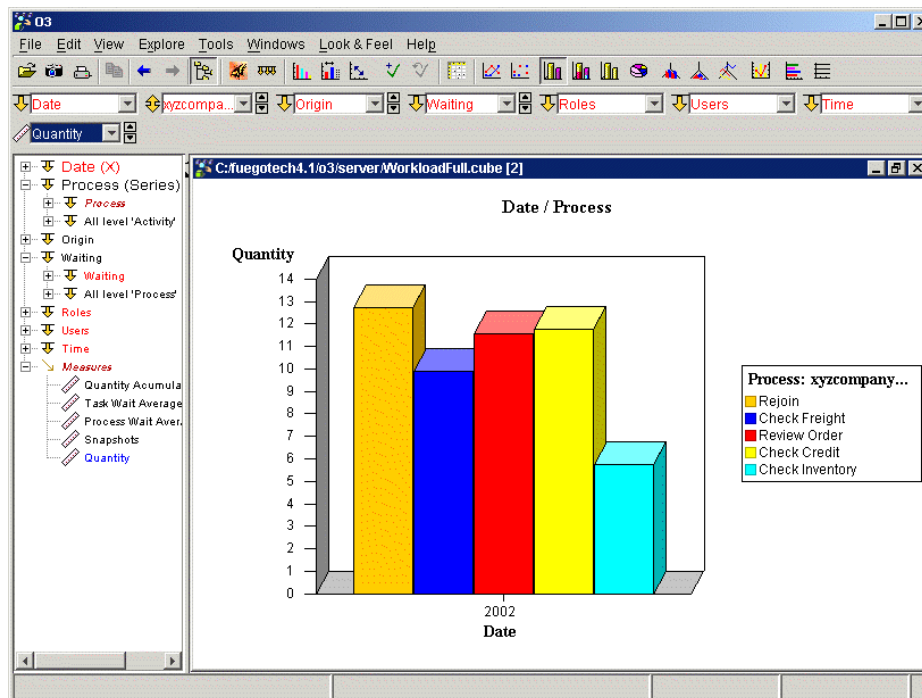 O3
File Edit View Explore Tools Windows Look & Feel Help
Date xyzcompa... Origin Waiting Roles Users Time
Quantity
Date (X)
Process (Series)
Process
All level 'Activity'
Origin
Waiting
Waiting
All level 'Process'
Roles
Users
Time
Measures
Quantity Acumula
Task Wait Average
Process Wait Aver.
Snapshots
Quantity
C:/fuegotech4.1/o3/server/WorkloadFull.cube [2]
Date / Process
Quantity
14
13
12
11
10
9
8
7
6
5
4
3
2
1
0
2002
Date
Process: xyzcompany...
Rejoin
Check Freight
Review Order
Check Credit
Check Inventory